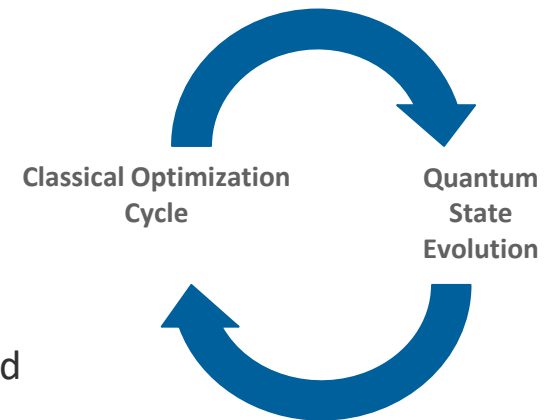 Classical Optimization
Cycle
Quantum
State
Evolution
d